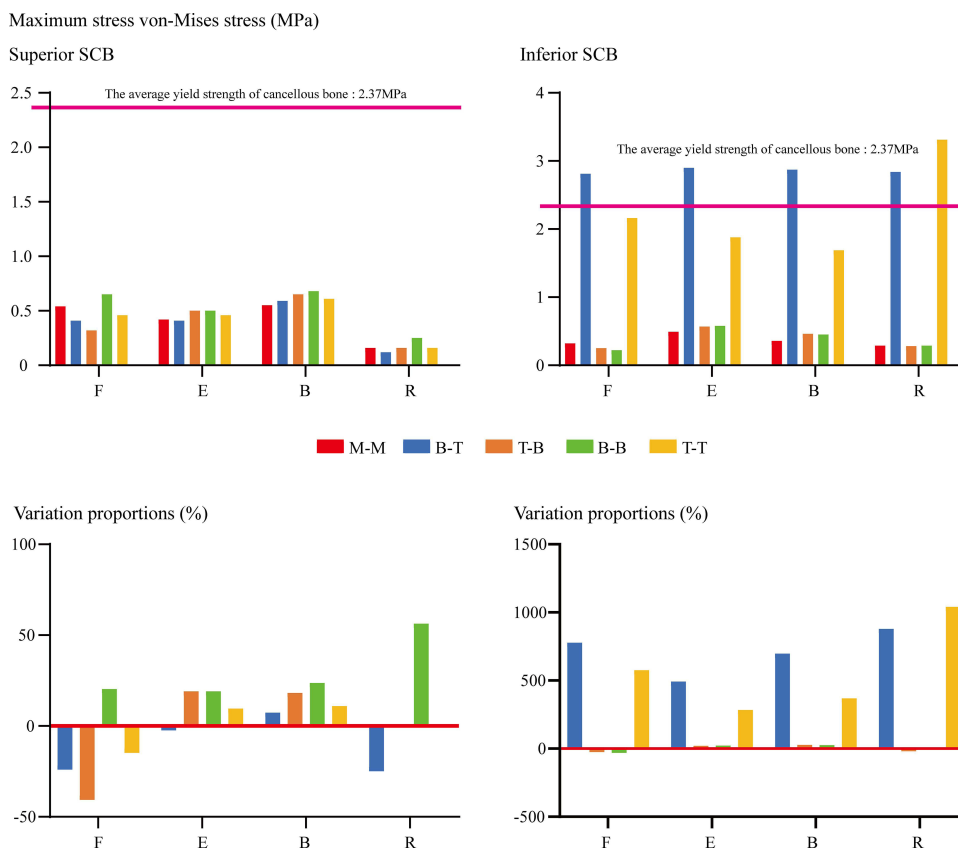 Maximum stress von-Mises stress (MPa)
Superior SCB
2.5
2.0
1.5
1.0
0.5
0
The average yield strength of cancellous bone : 2.37MPa
F E B R
Inferior SCB
4
3
2
1
0
The average yield strength of cancellous bone : 2.37MPa
F E B R
M-M B-T T-B B-B T-T
Variation proportions (%)
100
50
0
-50
F E B R
Variation proportions (%)
1500
1000
500
0
-500
F E B R